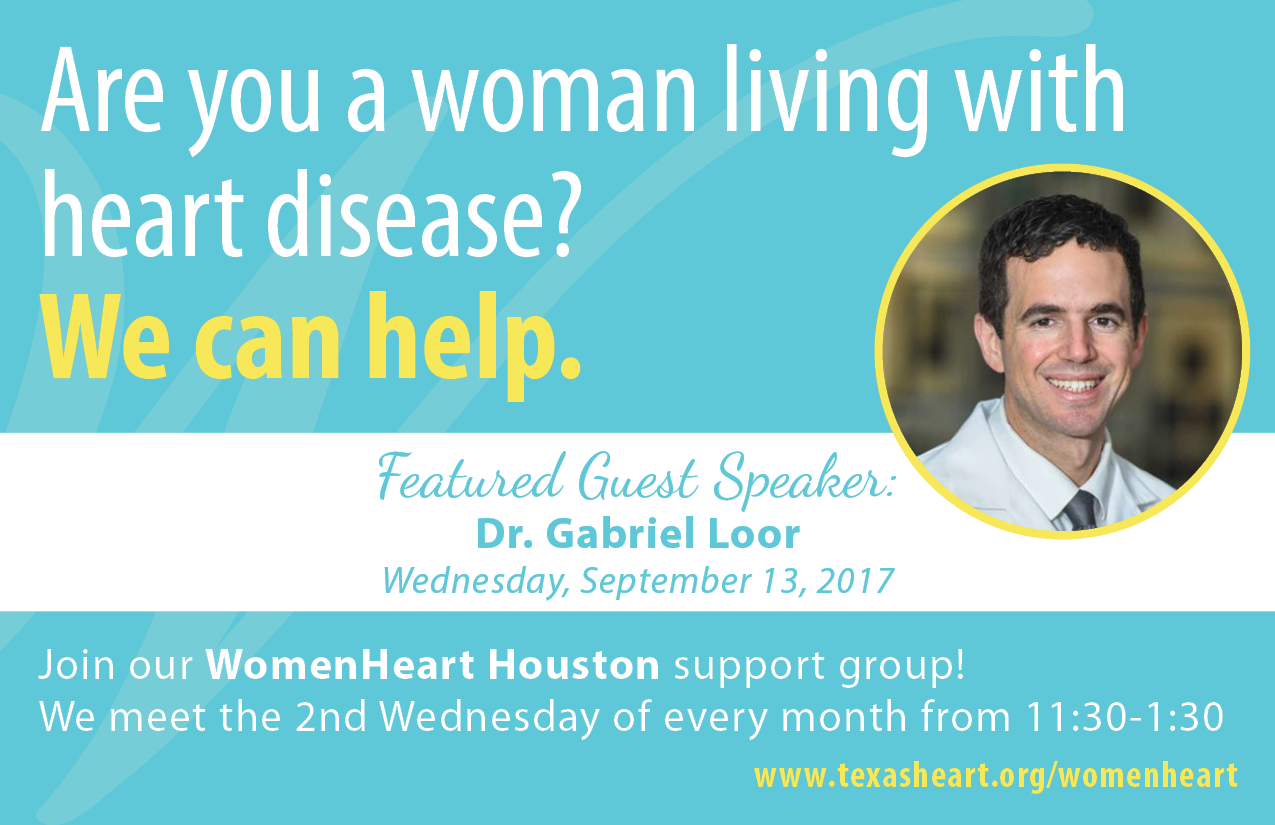 Are you a woman living with
heart disease?
We can help.
Featured Guest Speaker:
Dr. Gabriel Loor
Wednesday, September 13, 2017
Join our WomenHeart Houston support group!
We meet the 2nd Wednesday of every month from 11:30-1:30
www.texasheart.org/womenheart